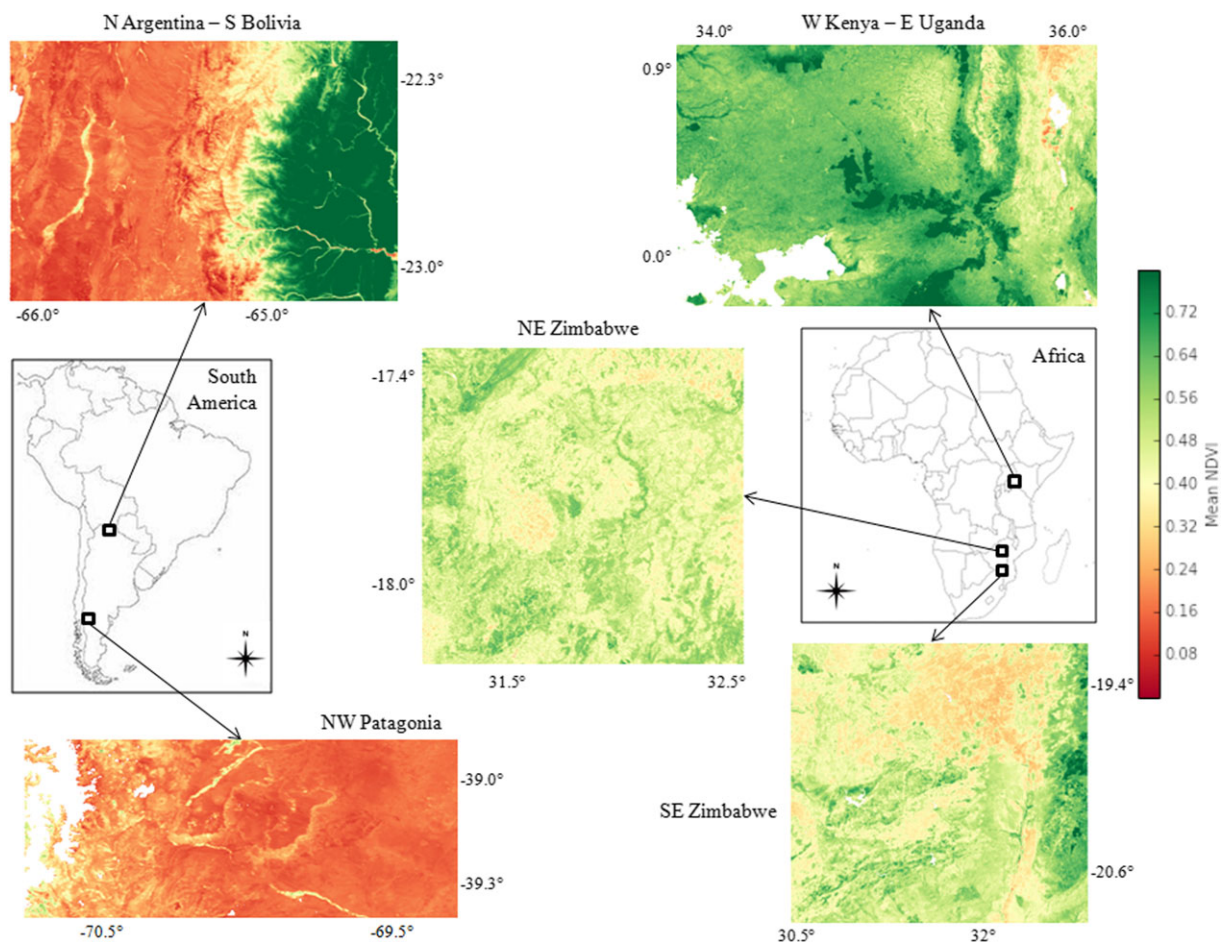 N Argentina – S Bolivia
W Kenya – E Uganda
34.0°
36.0°
-22.3°
0.9°
0.0°
-23.0°
-66.0°
-65.0°
NE Zimbabwe
-17.4°
South
America
Africa
0.72
0.64
0.56
0.48
0.40
0.32
0.24
0.16
0.08
Mean NDVI
-18.0°
N
N
31.5°
32.5°
-19.4°
NW Patagonia
-39.0°
SE Zimbabwe
-20.6°
-39.3°
-70.5°
-69.5°
30.5°
32°